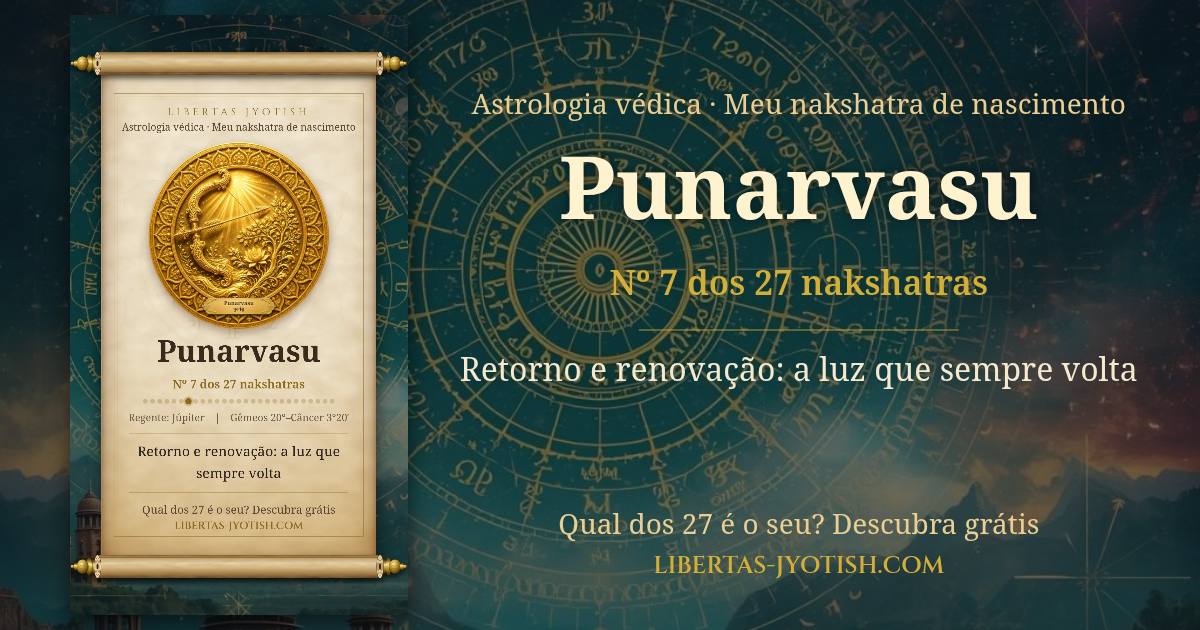 LIBERTAS JYOTISH
Astrologia védica · Meu nakshatra de nascimento
Punarvasu
Punarvasu
Nº 7 dos 27 nakshatras
Regente: Júpiter | Gêmeos 20°–Câncer 3°20'
Retorno e renovação: a luz que
sempre volta
Qual dos 27 é o seu? Descubra grátis
LIBERTAS-JYOTISH.COM
Astrologia védica · Meu nakshatra de nascimento
Punarvasu
Nº 7 dos 27 nakshatras
Retorno e renovação: a luz que sempre volta
Qual dos 27 é o seu? Descubra grátis
LIBERTAS-JYOTISH.COM